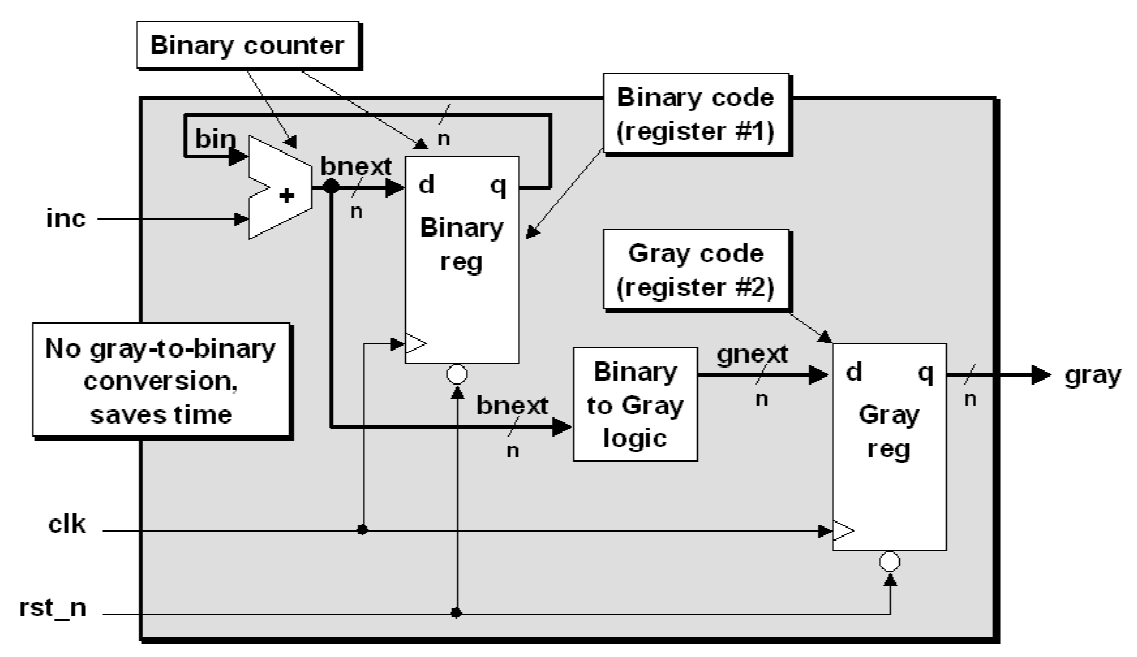 Binary counter
Binary code
(register #1)
n
bin
bnext
n
d q
+
inc
Binary
reg
Gray code
(register #2)
No gray-to-binary
conversion,
saves time
Binary
to Gray
logic
gnext
n
d q
n
gray
Gray
reg
bnext
n
clk
rst_n